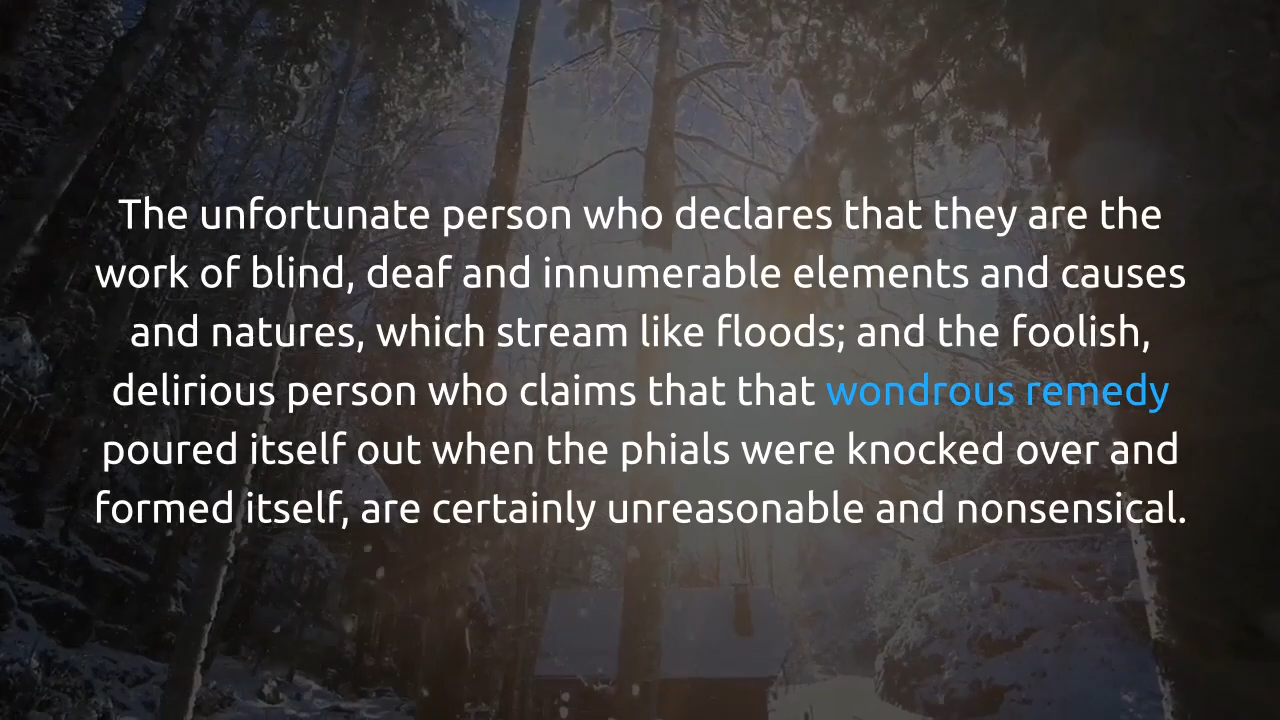 The unfortunate person who declares that they are the
work of blind, deaf and innumerable elements and causes
and natures, which stream like floods; and the foolish,
delirious person who claims that that wondrous remedy
poured itself out when the phials were knocked over and
formed itself, are certainly unreasonable and nonsensical.